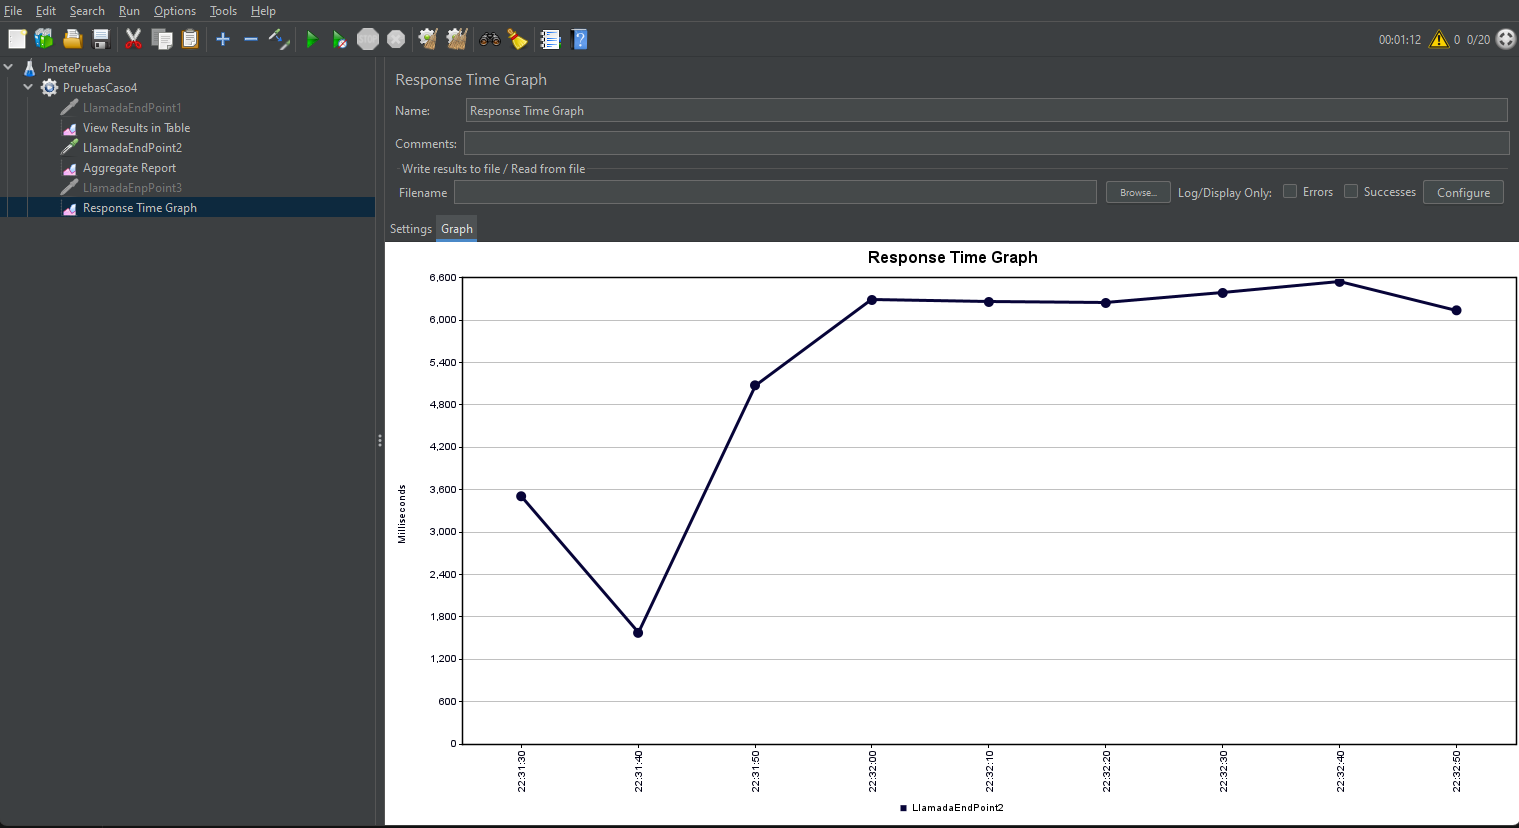 File Edit Search Run Options Tools Help
00:01:12 0 0/20
JmetePrueba
PruebasCaso4
LlamadaEndPoint1
View Results in Table
LlamadaEndPoint2
Aggregate Report
LlamadaEnpPoint3
Response Time Graph
Response Time Graph
Name: Response Time Graph
Comments:
Write results to file / Read from file
Filename Browse... Log/Display Only: Errors Successes Configure
Settings Graph
Response Time Graph
6,600
6,000
5,400
4,800
4,200
3,600
3,000
2,400
1,800
1,200
600
0
Milliseconds
22:31:30 22:31:40 22:31:50 22:32:00 22:32:10 22:32:20 22:32:30 22:32:40 22:32:50
LlamadaEndPoint2